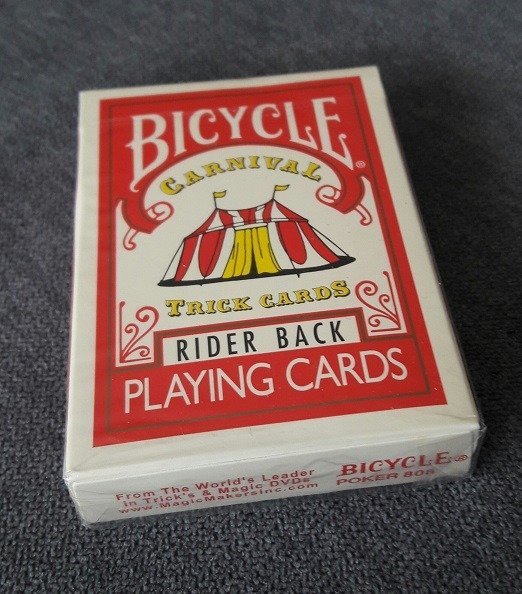 BICYCLE®
CARNIVAL
TRICK CARDS
RIDER BACK
PLAYING CARDS
From The World's Leader
in Trick's & Magic DVDs
www.MagicMakersInc.com
BICYCLE®
POKER 808